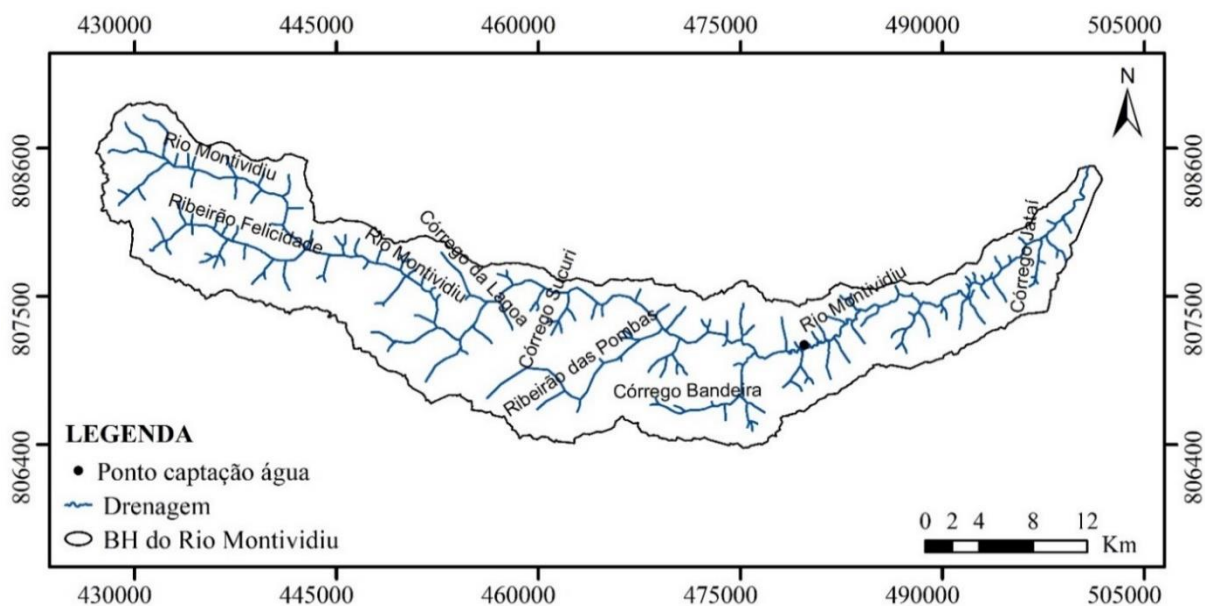 430000 445000 460000 475000 490000 505000
N
808600 808600
Rio Montividiu
Ribeirão Felicidade
Rio Montividiu
Córrego da Lagoa
Córrego Sucuri
Ribeirão das Pombas
Córrego Bandeira
Rio Montividiu
Córrego Jataí
807500 807500
806400 806400
LEGENDA
Ponto captação água
Drenagem
BH do Rio Montividiu
0 2 4 8 12
Km
430000 445000 460000 475000 490000 505000